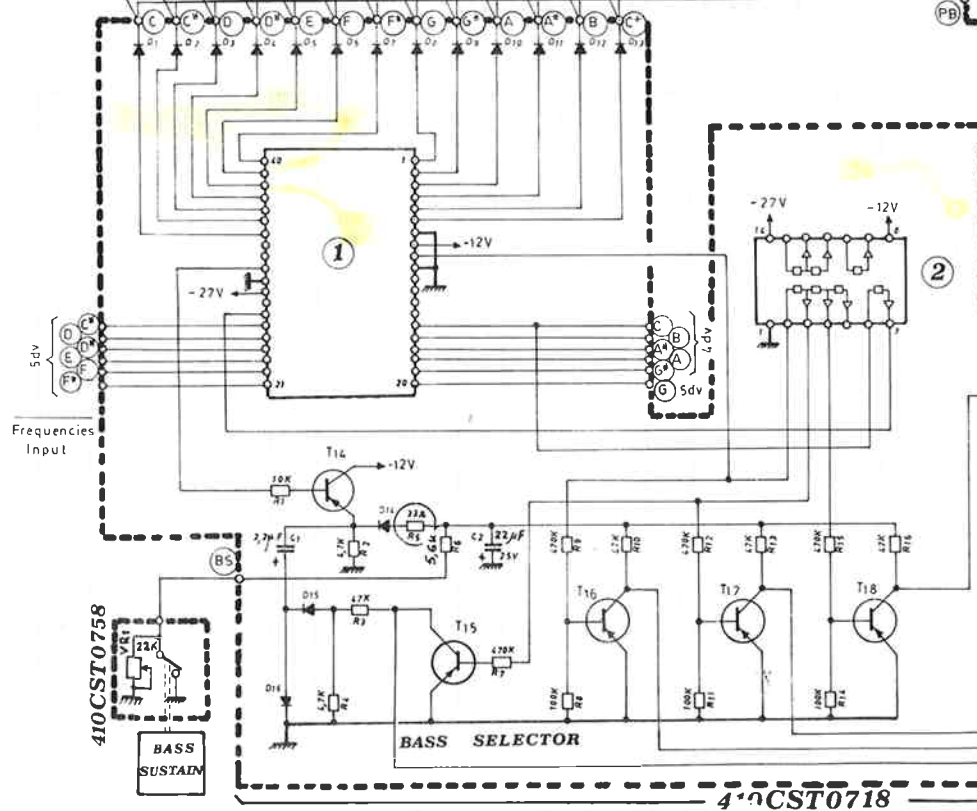 C C# D D# E F F# G G# A A# B C+
PB
D1 D2 D3 D4 D5 D6 D7 D8 D9 D10 D11 D12 D13
40 1
-27V -12V
14 8
1
2
-12V
-27V
1 7
5dv
C#
D
D#
E
F
F#
C
B
A#
A
G#
4dv
G 5dv
21 20
Frequencies
Input
T14
-12V
10K
R1
D14
33Ω
R5
5,6K
R6
2,2µF C1
+
4,7K
R2
C2 22µF
+ 25V
470K
R9
47K
R10
470K
R12
47K
R13
470K
R15
47K
R16
BS
D15
47K
R3
T15
470K
R7
T16
T17
T18
410CST0758
VR1
22K
D16
4,7K
R4
100K
R8
100K
R11
100K
R14
BASS SELECTOR
BASS
SUSTAIN
410CST0718